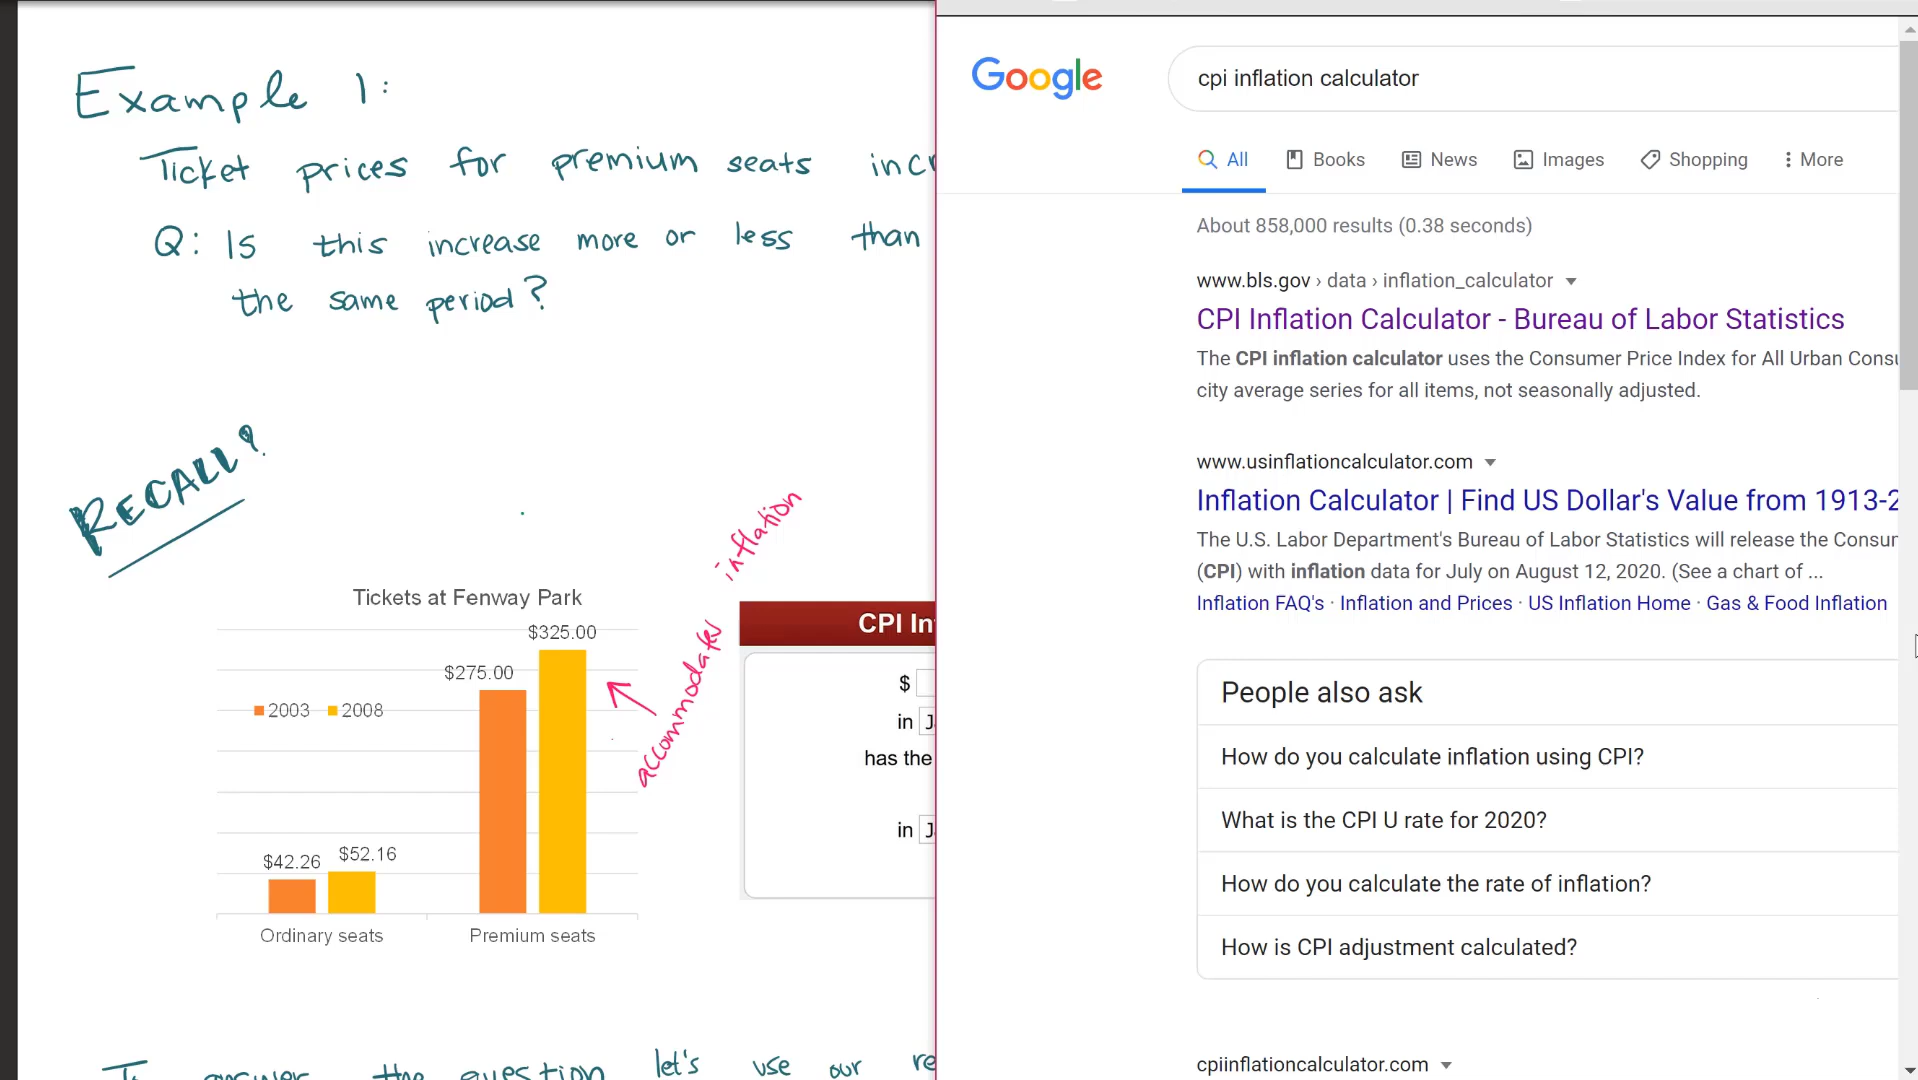 Example 1:
Ticket prices for premium seats incr
Q: Is this increase more or less than
the same period?
RECALL!
inflation
accommodates
Tickets at Fenway Park
$325.00
$275.00
2003 2008
$42.26 $52.16
Ordinary seats Premium seats
CPI In
$
in J
has the
in J
answer the question let's use our re
Google
cpi inflation calculator
All Books News Images Shopping More
About 858,000 results (0.38 seconds)
www.bls.gov › data › inflation_calculator
CPI Inflation Calculator - Bureau of Labor Statistics
The CPI inflation calculator uses the Consumer Price Index for All Urban Consu
city average series for all items, not seasonally adjusted.
www.usinflationcalculator.com
Inflation Calculator | Find US Dollar's Value from 1913-2
The U.S. Labor Department's Bureau of Labor Statistics will release the Consum
(CPI) with inflation data for July on August 12, 2020. (See a chart of ...
Inflation FAQ's · Inflation and Prices · US Inflation Home · Gas & Food Inflation
People also ask
How do you calculate inflation using CPI?
What is the CPI U rate for 2020?
How do you calculate the rate of inflation?
How is CPI adjustment calculated?
cpiinflationcalculator.com